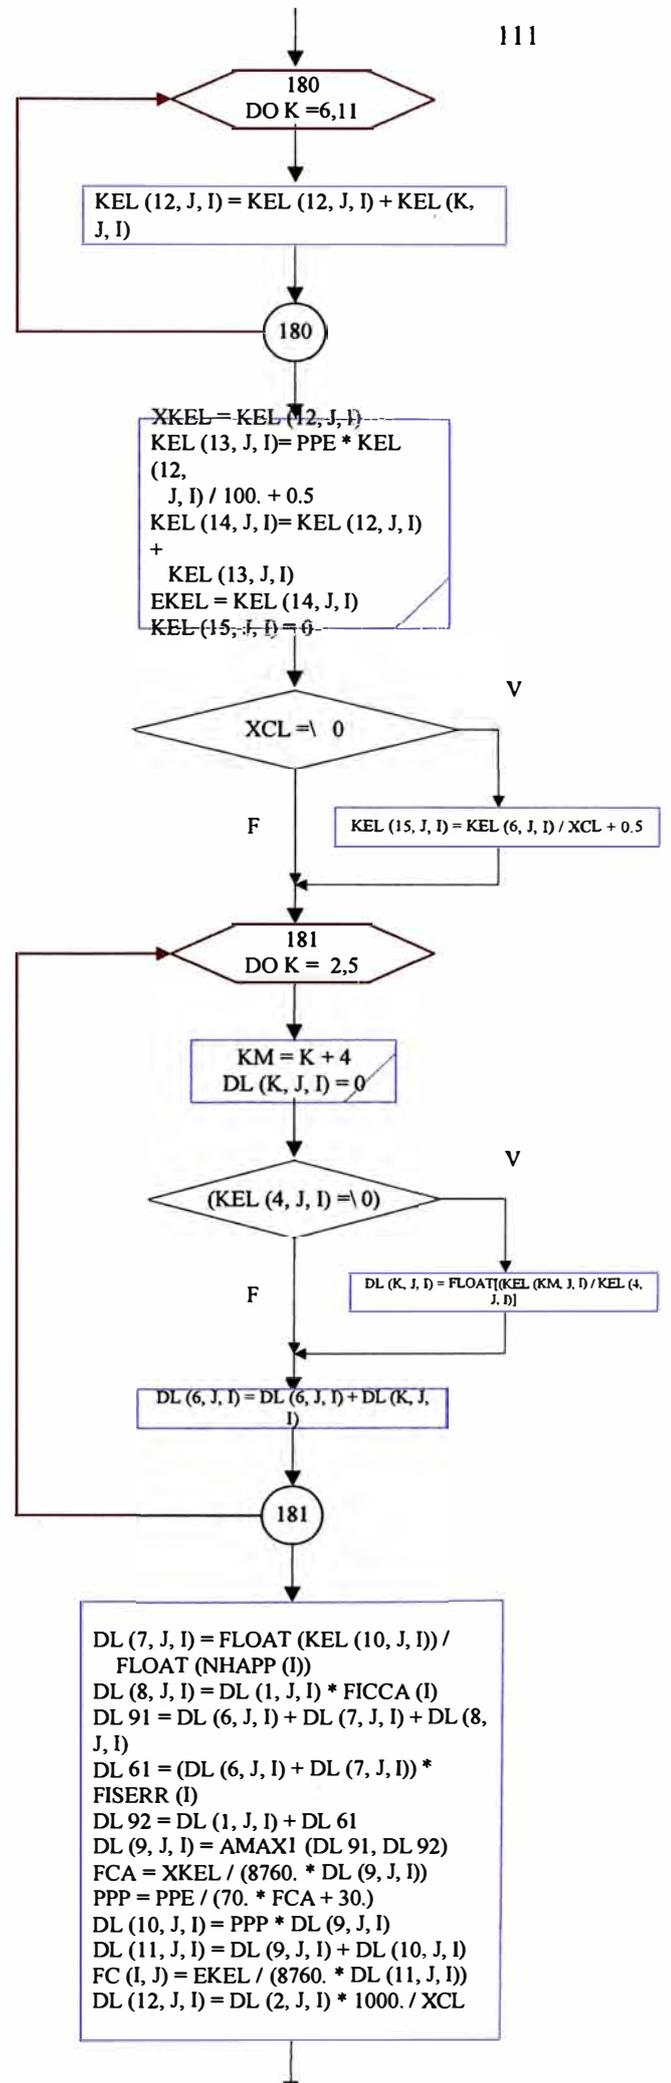 111
180
DO K =6,11
KEL (12, J, I) = KEL (12, J, I) + KEL (K,
J, I)
180
XKEL = KEL (12, J, I)
KEL (13, J, I)= PPE * KEL
(12,
J, I) / 100. + 0.5
KEL (14, J, I)= KEL (12, J, I)
+
KEL (13, J, I)
EKEL = KEL (14, J, I)
KEL (15, J, I) = 0
V
XCL =\ 0
F
KEL (15, J, I) = KEL (6, J, I) / XCL + 0.5
181
DO K = 2,5
KM = K + 4
DL (K, J, I) = 0
V
(KEL (4, J, I) =\ 0)
F
DL (K, J, I) = FLOAT[(KEL (KM, J, I) / KEL (4,
J, I)]
DL (6, J, I) = DL (6, J, I) + DL (K, J,
I)
181
DL (7, J, I) = FLOAT (KEL (10, J, I)) /
FLOAT (NHAPP (I))
DL (8, J, I) = DL (1, J, I) * FICCA (I)
DL 91 = DL (6, J, I) + DL (7, J, I) + DL (8,
J, I)
DL 61 = (DL (6, J, I) + DL (7, J, I)) *
FISERR (I)
DL 92 = DL (1, J, I) + DL 61
DL (9, J, I) = AMAX1 (DL 91, DL 92)
FCA = XKEL / (8760. * DL (9, J, I))
PPP = PPE / (70. * FCA + 30.)
DL (10, J, I) = PPP * DL (9, J, I)
DL (11, J, I) = DL (9, J, I) + DL (10, J, I)
FC (I, J) = EKEL / (8760. * DL (11, J, I))
DL (12, J, I) = DL (2, J, I) * 1000. / XCL